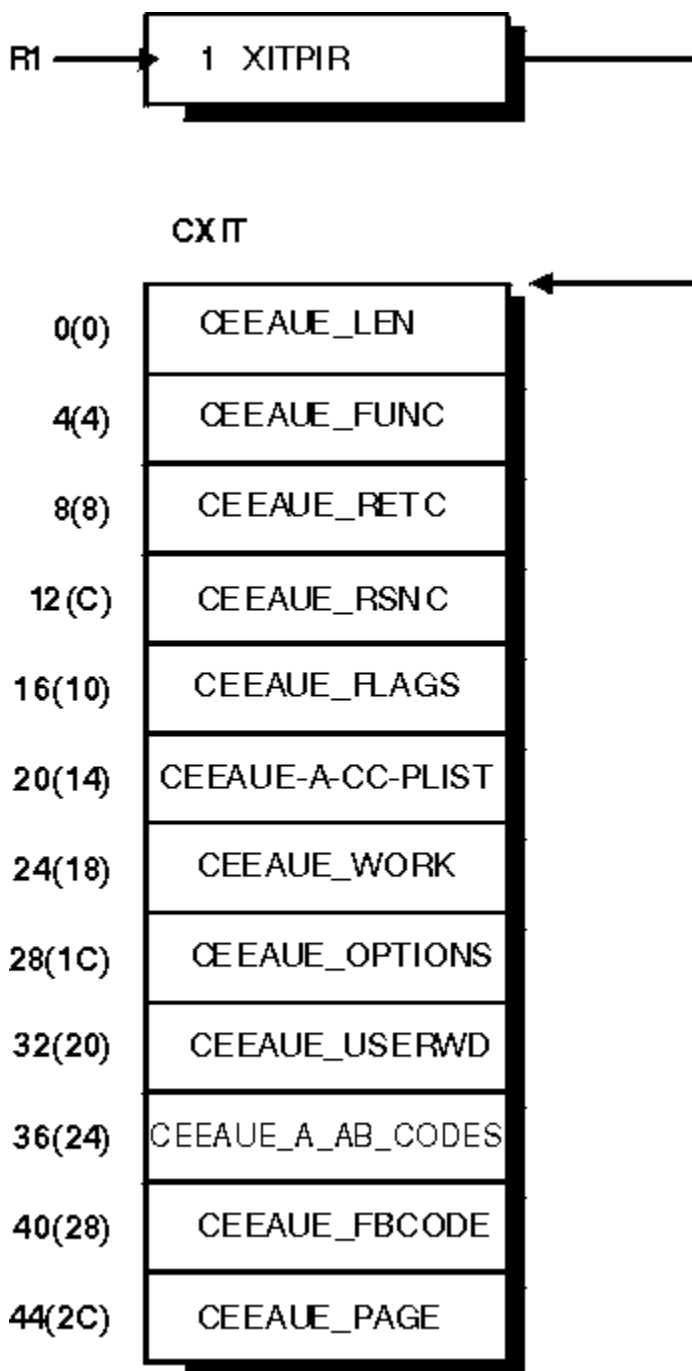 R1 1 XITPIR
CXIT
0(0) CEEAUE_LEN
4(4) CEEAUE_FUNC
8(8) CEEAUE_RETC
12(C) CEEAUE_RSNC
16(10) CEEAUE_FLAGS
20(14) CEEAUE-A-CC-PLIST
24(18) CEEAUE_WORK
28(1C) CEEAUE_OPTIONS
32(20) CEEAUE_USERWD
36(24) CEEAUE_A_AB_CODES
40(28) CEEAUE_FBCODE
44(2C) CEEAUE_PAGE